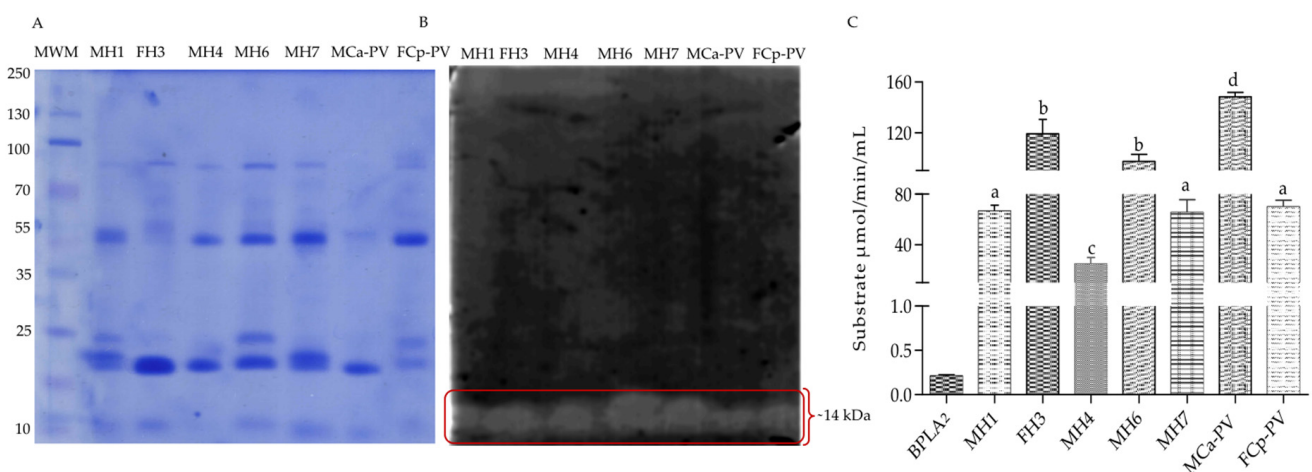 A
B
C
MWM MH1 FH3 MH4 MH6 MH7 MCa-PV FCp-PV
250
130
100
70
55
35
25
10
MH1 FH3 MH4 MH6 MH7 MCa-PV FCp-PV
~14 kDa
Substrate µmol/min/mL
160
120
80
40
1.0
0.5
0.0
a
b
c
b
a
d
a
BPLA2
MH1
FH3
MH4
MH6
MH7
MCa-PV
FCp-PV